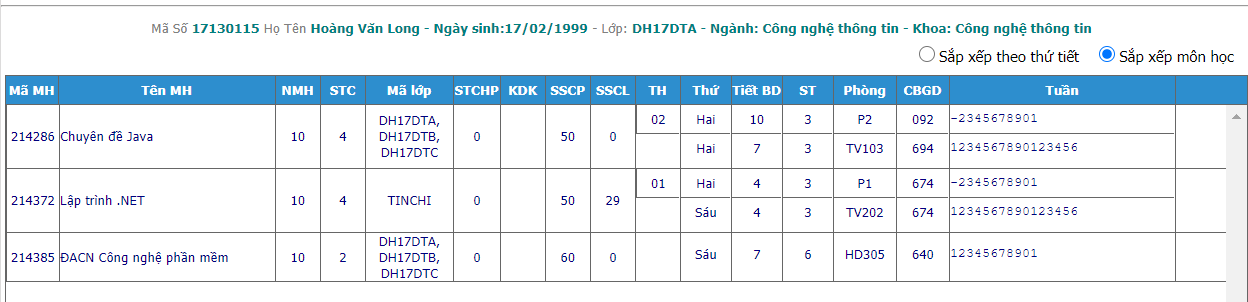 Mã Số 17130115 Họ Tên Hoàng Văn Long - Ngày sinh:17/02/1999 - Lớp: DH17DTA - Ngành: Công nghệ thông tin - Khoa: Công nghệ thông tin
Sắp xếp theo thứ tiết Sắp xếp môn học
Mã MH Tên MH NMH STC Mã lớp STCHP KDK SSCP SSCL TH Thứ Tiết BD ST Phòng CBGD Tuần
214286 Chuyên đề Java 10 4 DH17DTA, DH17DTB, DH17DTC 0 50 0 02 Hai 10 3 P2 092 -2345678901
Hai 7 3 TV103 694 1234567890123456
214372 Lập trình .NET 10 4 TINCHI 0 50 29 01 Hai 4 3 P1 674 -2345678901
Sáu 4 3 TV202 674 1234567890123456
214385 ĐACN Công nghệ phần mềm 10 2 DH17DTA, DH17DTB, DH17DTC 0 60 0 Sáu 7 6 HD305 640 12345678901